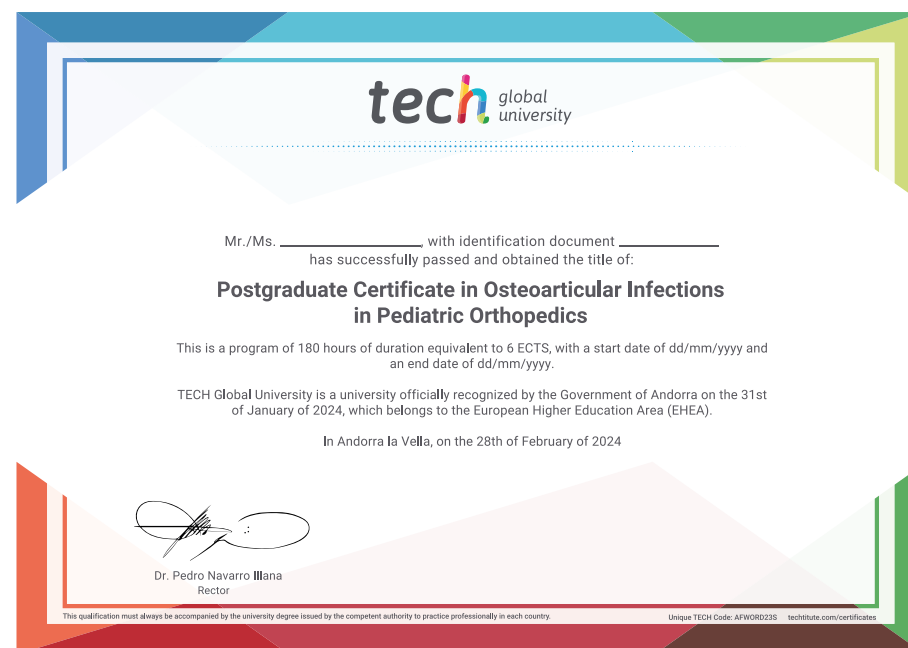 tech global university
Mr./Ms. ____________, with identification document ____________
has successfully passed and obtained the title of:
Postgraduate Certificate in Osteoarticular Infections
in Pediatric Orthopedics
This is a program of 180 hours of duration equivalent to 6 ECTS, with a start date of dd/mm/yyyy and
an end date of dd/mm/yyyy.
TECH Global University is a university officially recognized by the Government of Andorra on the 31st
of January of 2024, which belongs to the European Higher Education Area (EHEA).
In Andorra la Vella, on the 28th of February of 2024
Dr. Pedro Navarro Illana
Rector
This qualification must always be accompanied by the university degree issued by the competent authority to practice professionally in each country.
Unique TECH Code: AFWORD23S techtitute.com/certificates